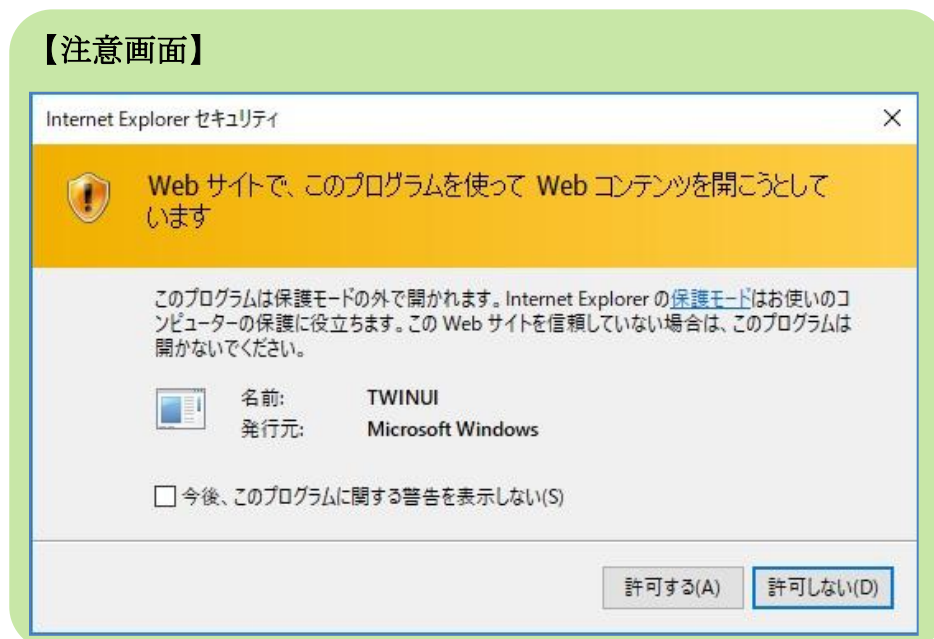 【注意画面】
Internet Explorer セキュリティ
Web サイトで、このプログラムを使って Web コンテンツを開こうとして
います
このプログラムは保護モードの外で開かれます。Internet Explorer の保護モードはお使いのコ
ンピューターの保護に役立ちます。この Web サイトを信頼していない場合は、このプログラムは
開かないでください。
名前: TWINUI
発行元: Microsoft Windows
今後、このプログラムに関する警告を表示しない(S)
許可する(A) 許可しない(D)